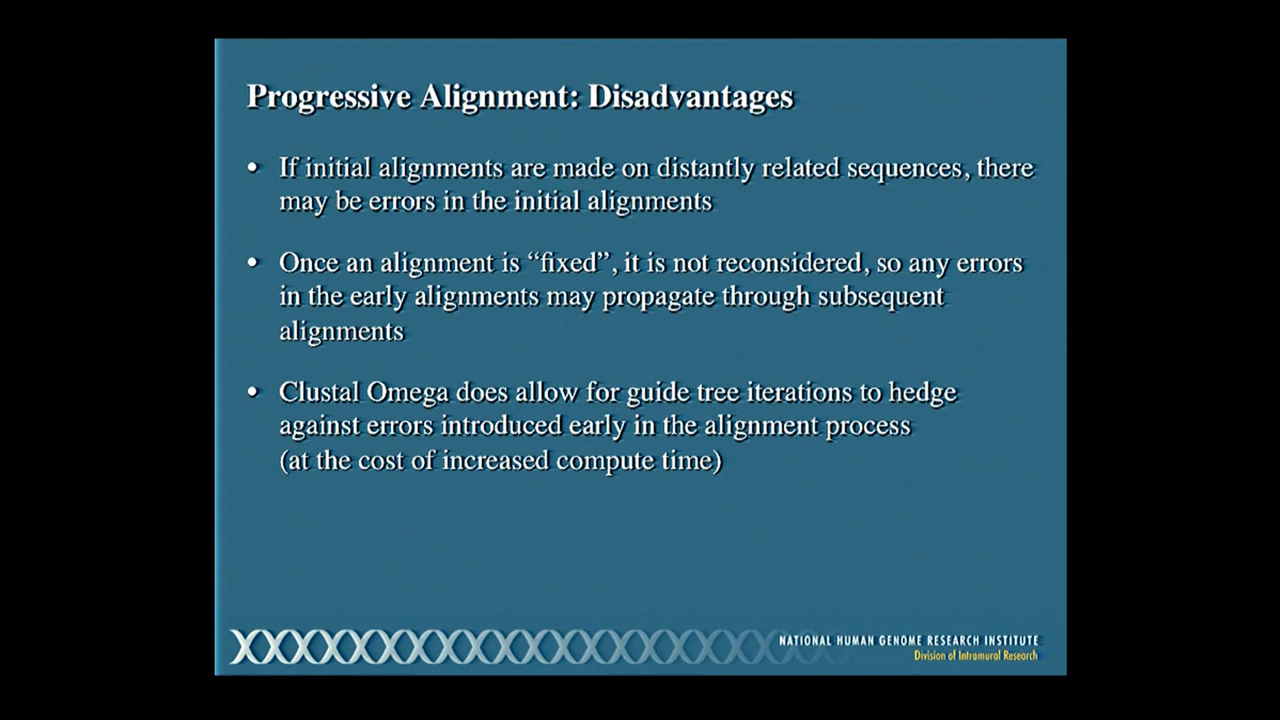 Progressive Alignment: Disadvantages
• If initial alignments are made on distantly related sequences, there
may be errors in the initial alignments
• Once an alignment is “fixed”, it is not reconsidered, so any errors
in the early alignments may propagate through subsequent
alignments
• Clustal Omega does allow for guide tree iterations to hedge
against errors introduced early in the alignment process
(at the cost of increased compute time)
NATIONAL HUMAN GENOME RESEARCH INSTITUTE
Division of Intramural Research